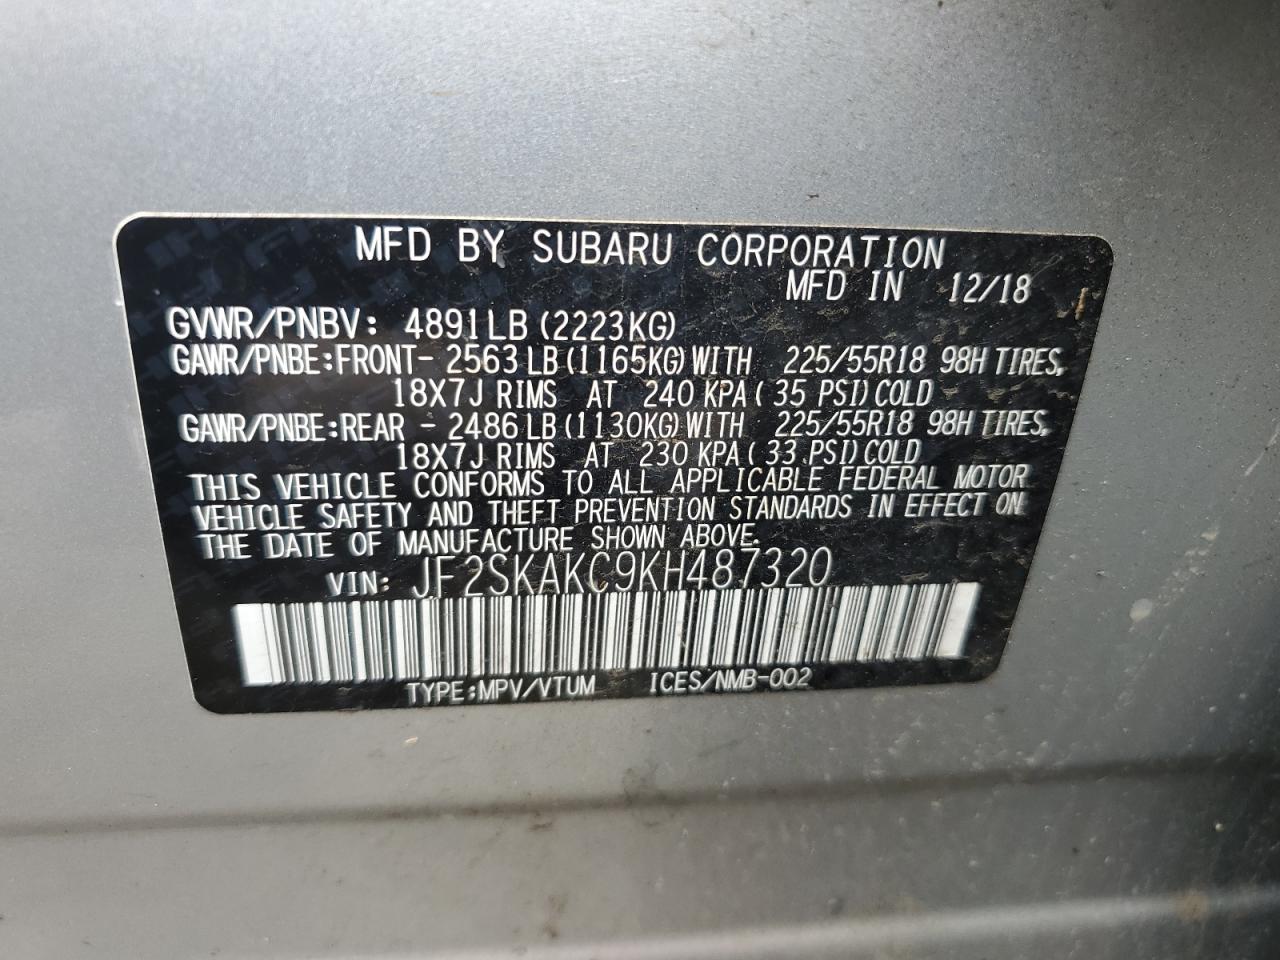 MFD BY SUBARU CORPORATION
MFD IN 12/18
GVWR/PNBV: 4891LB (2223KG)
GAWR/PNBE:FRONT- 2563 LB (1165KG) WITH 225/55R18 98H TIRES,
18X7J RIMS AT 240 KPA ( 35 PSI) COLD
GAWR/PNBE:REAR - 2486 LB (1130KG) WITH 225/55R18 98H TIRES,
18X7J RIMS AT 230 KPA ( 33 PSI) COLD
THIS VEHICLE CONFORMS TO ALL APPLICABLE FEDERAL MOTOR
VEHICLE SAFETY AND THEFT PREVENTION STANDARDS IN EFFECT ON
THE DATE OF MANUFACTURE SHOWN ABOVE.
VIN: JF2SKAKC9KH487320
TYPE:MPV/VTUM ICES/NMB-002